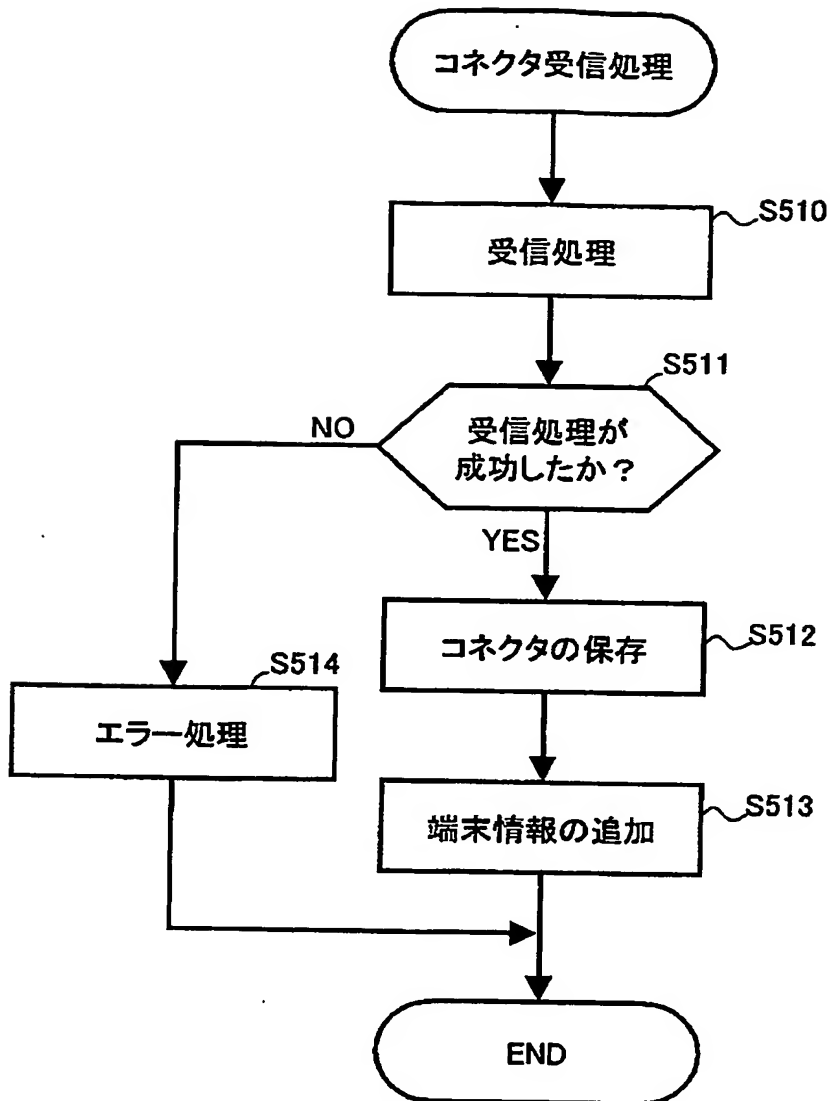 コネクタ受信処理
S510
受信処理
S511
受信処理が
成功したか？
NO
YES
S512
コネクタの保存
S514
エラー処理
S513
端末情報の追加
END